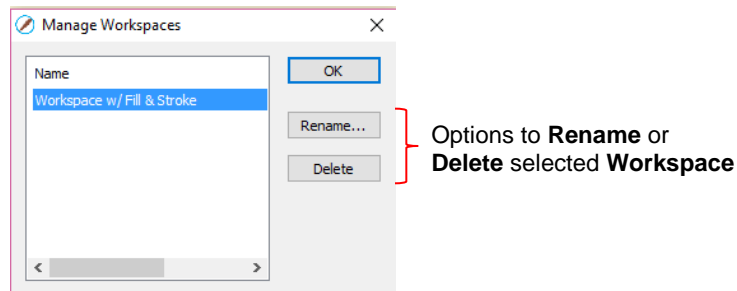 Manage Workspaces
Name
Workspace w/ Fill & Stroke
OK
Rename...
Delete
Options to Rename or
Delete selected Workspace